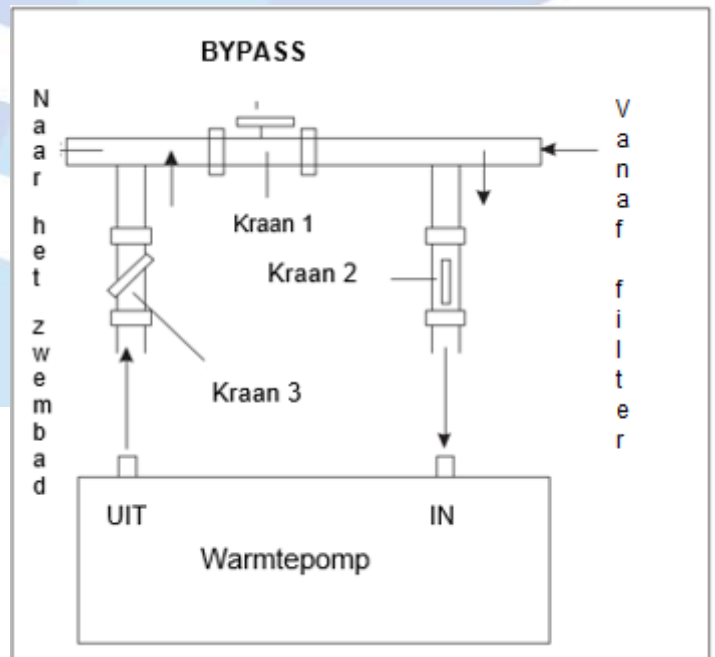 BYPASS
Naar het zwembad
Vanaf filter
Kraan 1
Kraan 2
Kraan 3
UIT
IN
Warmtepomp